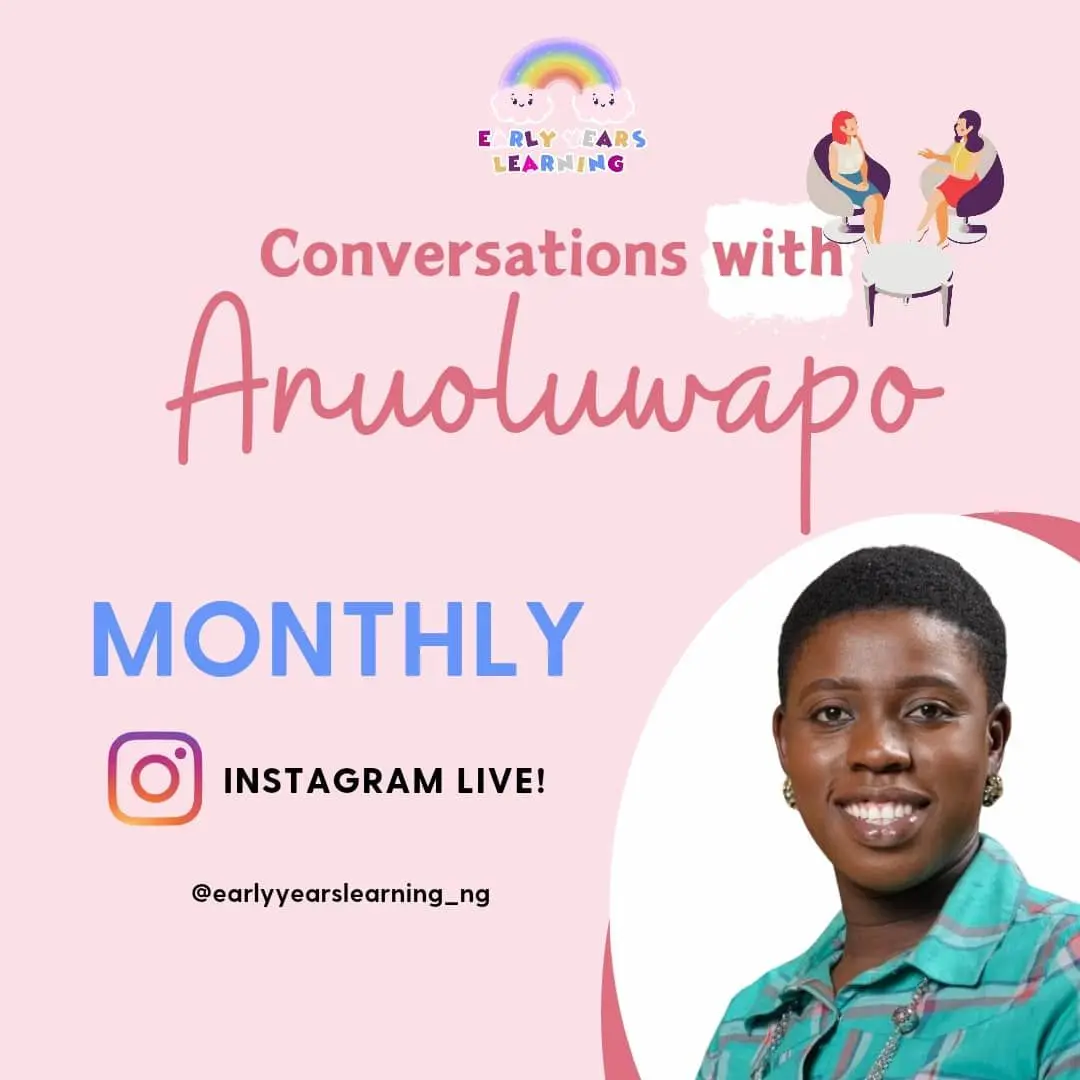 EARLY YEARS
LEARNING
Conversations with
Anuoluwapo
MONTHLY
INSTAGRAM LIVE!
@earlyyearslearning_ng